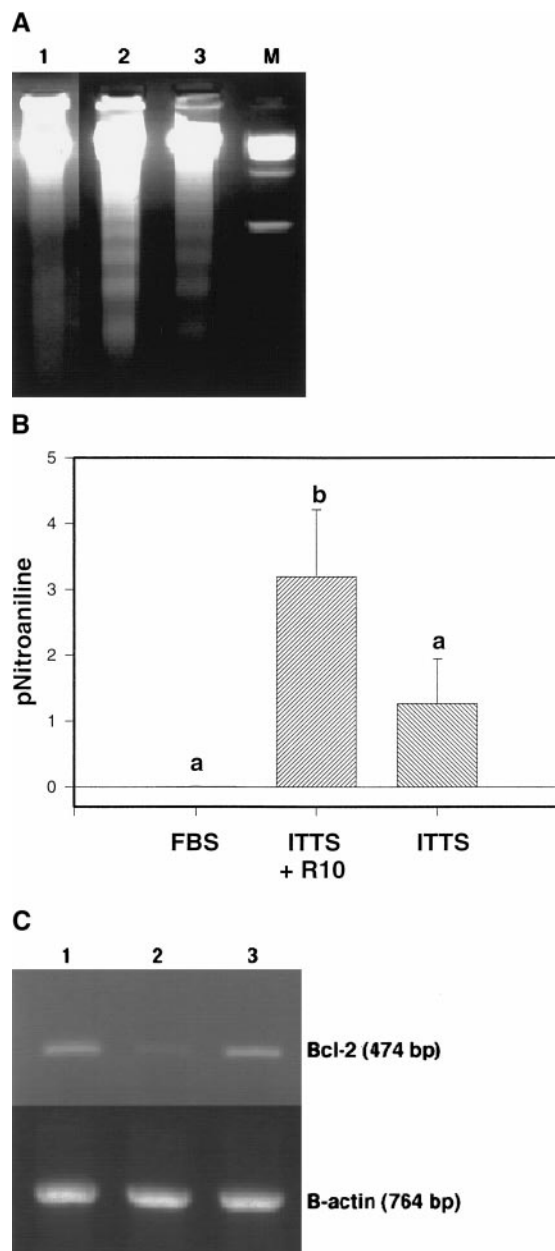 A
1 2 3 M
B
5
4
3
2
1
0
pNitroaniline
a
b
a
FBS
ITTS
+ R10
ITTS
C
1 2 3
Bcl-2 (474 bp)
B-actin (764 bp)